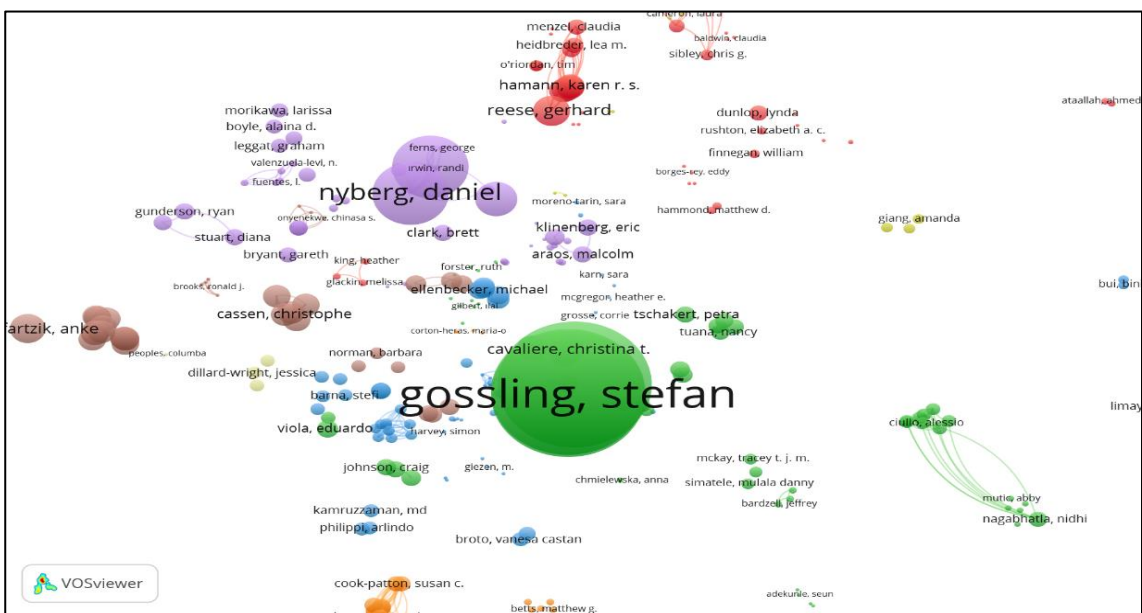 cameron, laura
menzel, claudia
baldwin, claudia
heidbreder, lea m.
sibley, chris g.
o'riordan, tim
hamann, karen r. s.
ataallah, ahmed
morikawa, larissa
reese, gerhard
dunlop, lynda
boyle, alaina d.
rushton, elizabeth a. c.
leggat, graham
ferns, george
finnegan, william
valenzuela-levi, n.
irwin, randi
borges-rey, eddy
fuentes, l.
nyberg, daniel
moreno-tarin, sara
hammond, matthew d.
gunderson, ryan
onyenekwe, chinasa s.
giang, amanda
stuart, diana
clark, brett
klinenberg, eric
bryant, gareth
araos, malcolm
king, heather
forster, ruth
karn, sara
brooks, ronald j.
glackin, melissa
ellenbecker, michael
bui, bin
mcgregor, heather e.
gilbert, ilai
cassen, christophe
grosse, corrie
tschakert, petra
fartzik, anke
corton-heras, maria-o
tuana, nancy
peoples, columba
norman, barbara
cavaliere, christina t.
dillard-wright, jessica
barna, stefi
gossling, stefan
limay
viola, eduardo
ciullo, alessio
harvey, simon
johnson, craig
giezen, m.
mckay, tracey t. j. m.
chmielewska, anna
simatele, mulala danny
mutic, abby
bardzell, jeffrey
kamruzzaman, md
nagabhatla, nidhi
philippi, arlindo
broto, vanesa castan
adekunle, seun
cook-patton, susan c.
VOSviewer
betts, matthew g.